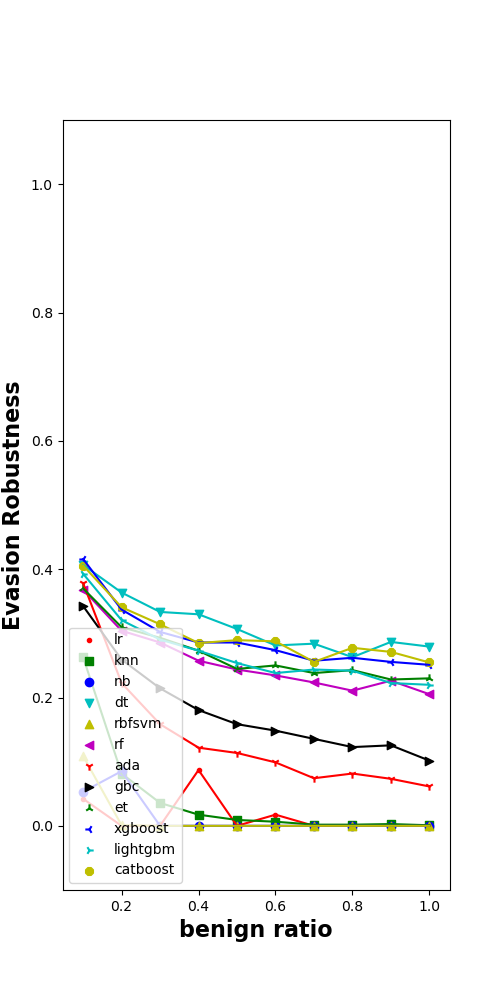 1.0
0.8
0.6
0.4
0.2
0.0
Evasion Robustness
lr
knn
nb
dt
rbfsvm
rf
ada
gbc
et
xgboost
lightgbm
catboost
0.2 0.4 0.6 0.8 1.0
benign ratio